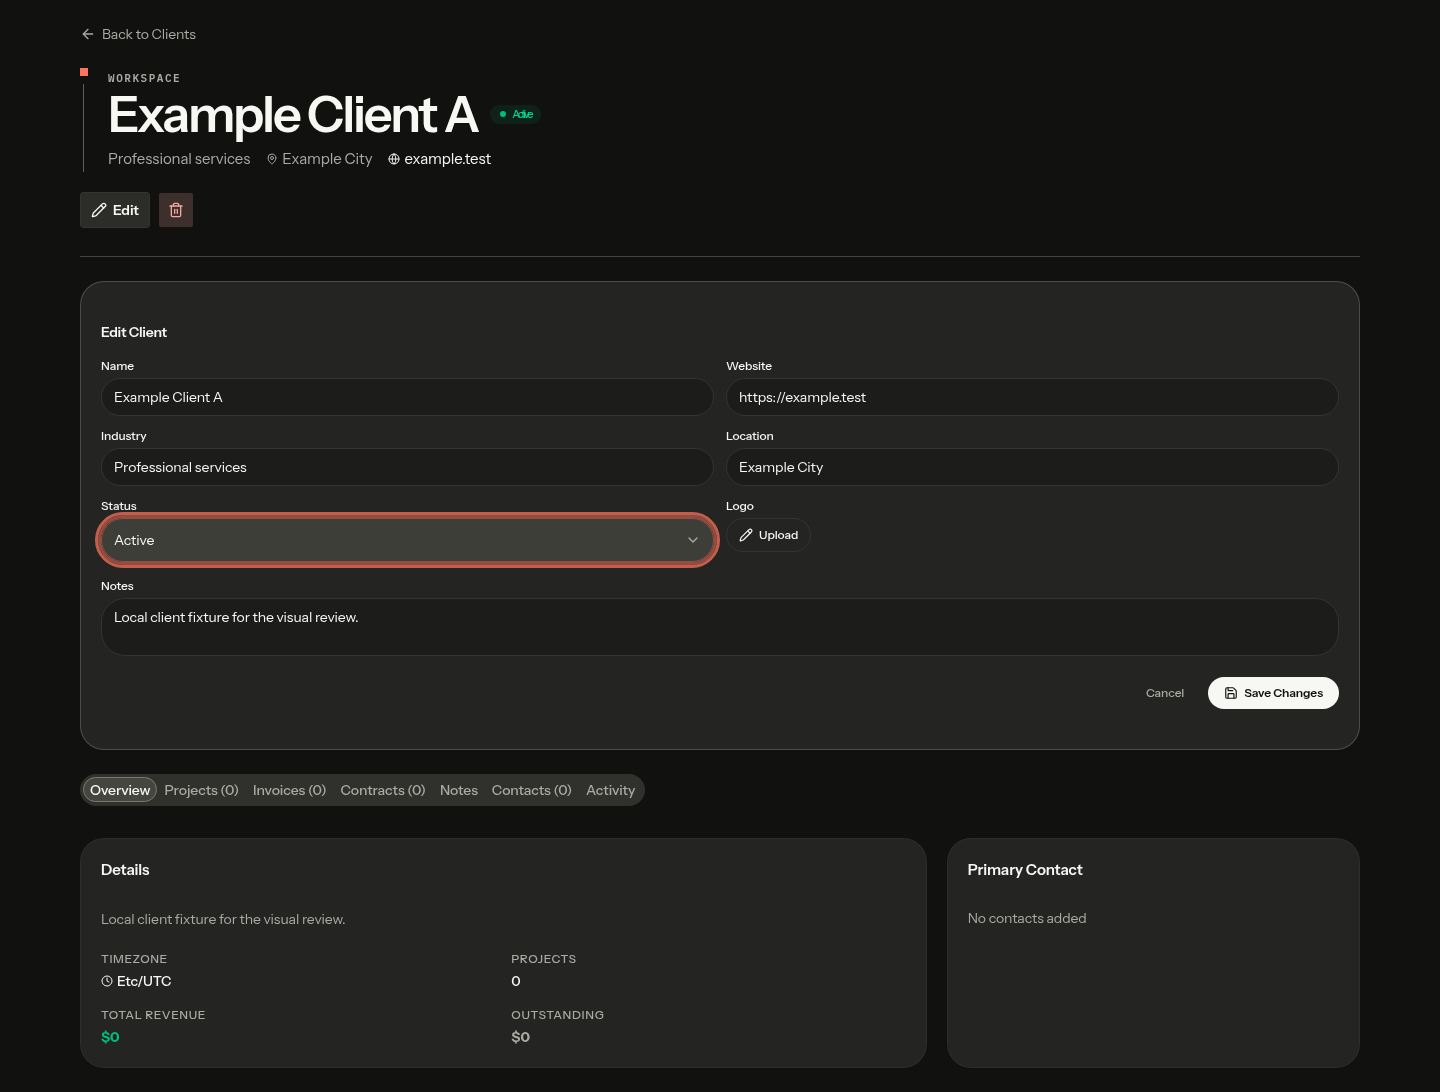 Back to Clients
WORKSPACE
Example Client A
Active
Professional services Example City example.test
Edit
Edit Client
Name Website
Example Client A https://example.test
Industry Location
Professional services Example City
Status Logo
Active Upload
Notes
Local client fixture for the visual review.
Cancel Save Changes
Overview Projects (0) Invoices (0) Contracts (0) Notes Contacts (0) Activity
Details Primary Contact
Local client fixture for the visual review. No contacts added
TIMEZONE PROJECTS
Etc/UTC 0
TOTAL REVENUE OUTSTANDING
$0 $0